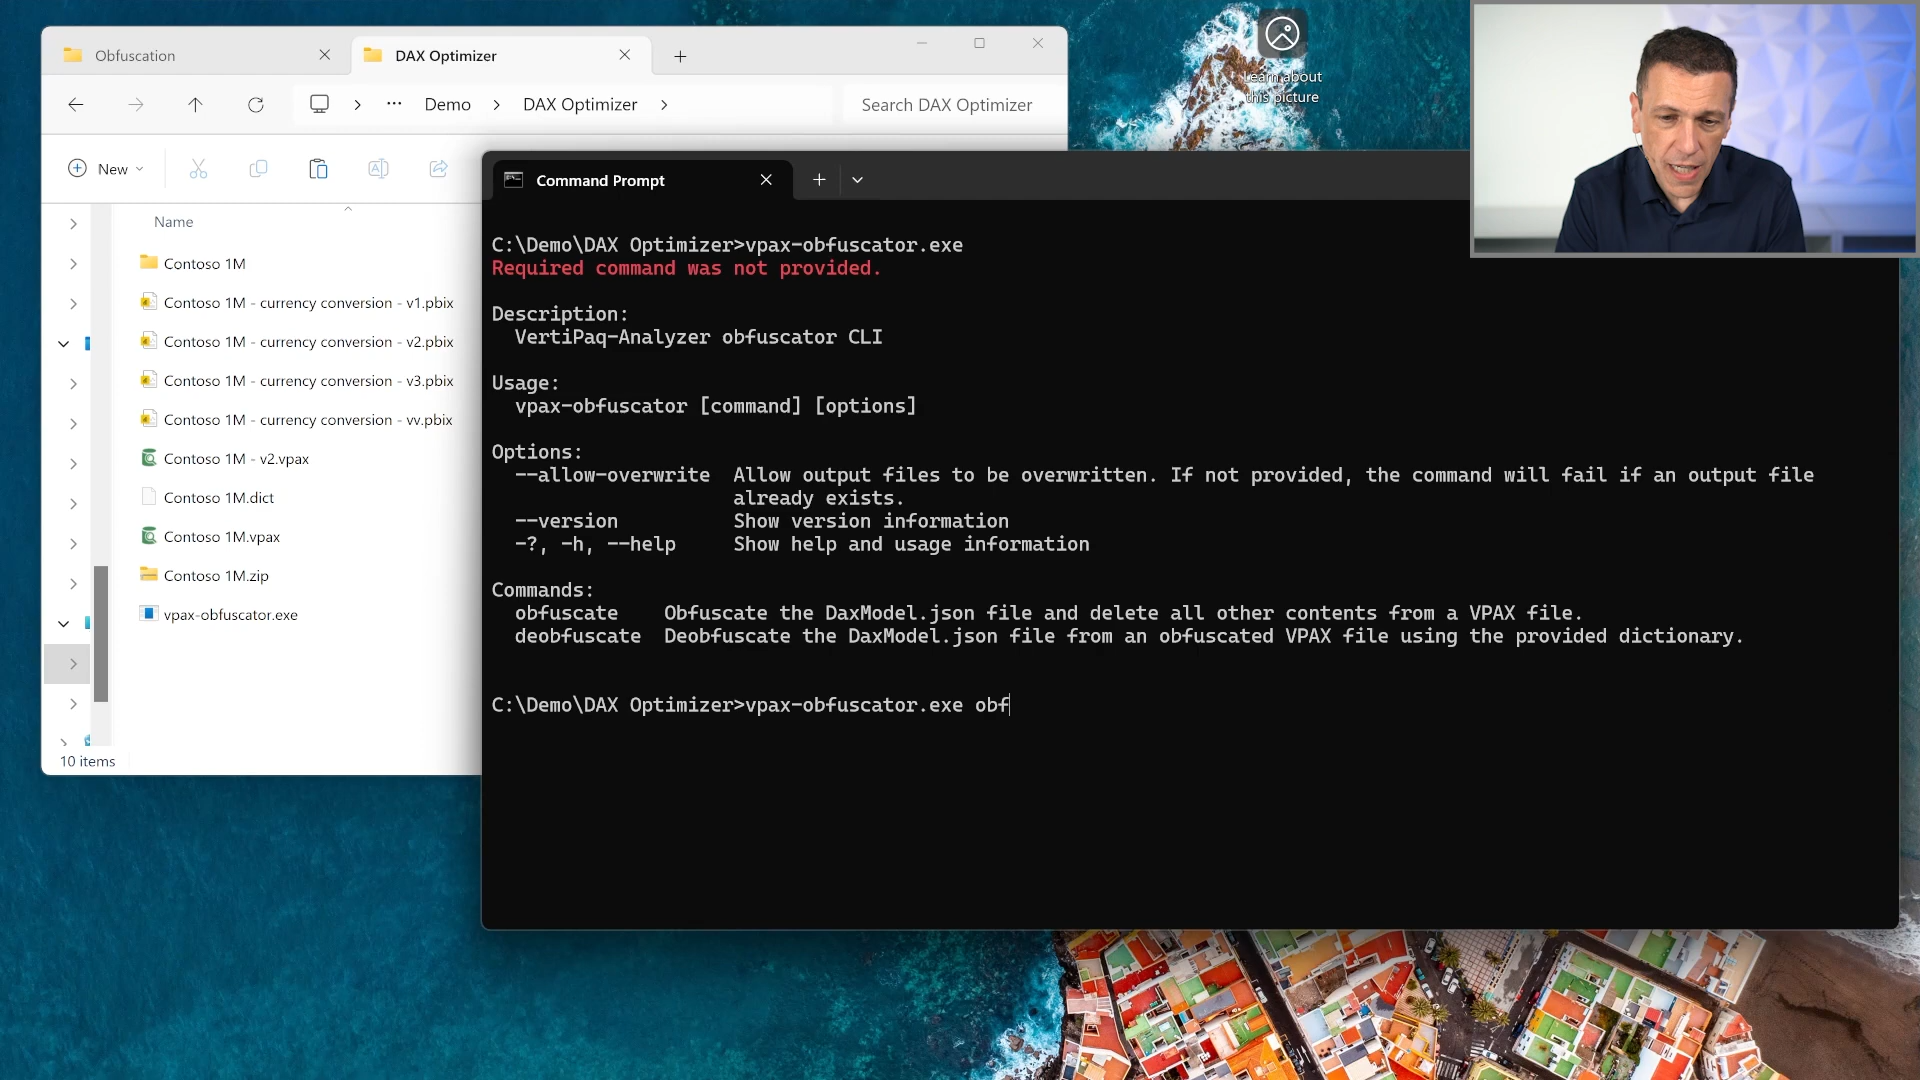 Obfuscation
DAX Optimizer
Demo
DAX Optimizer
Search DAX Optimizer
New
Name
Contoso 1M
Contoso 1M - currency conversion - v1.pbix
Contoso 1M - currency conversion - v2.pbix
Contoso 1M - currency conversion - v3.pbix
Contoso 1M - currency conversion - vv.pbix
Contoso 1M - v2.vpax
Contoso 1M.dict
Contoso 1M.vpax
Contoso 1M.zip
vpax-obfuscator.exe
10 items
Learn about
this picture
Command Prompt
C:\Demo\DAX Optimizer>vpax-obfuscator.exe
Required command was not provided.
Description:
VertiPaq-Analyzer obfuscator CLI
Usage:
vpax-obfuscator [command] [options]
Options:
--allow-overwrite  Allow output files to be overwritten. If not provided, the command will fail if an output file
already exists.
--version  Show version information
-?, -h, --help  Show help and usage information
Commands:
obfuscate  Obfuscate the DaxModel.json file and delete all other contents from a VPAX file.
deobfuscate  Deobfuscate the DaxModel.json file from an obfuscated VPAX file using the provided dictionary.
C:\Demo\DAX Optimizer>vpax-obfuscator.exe obf